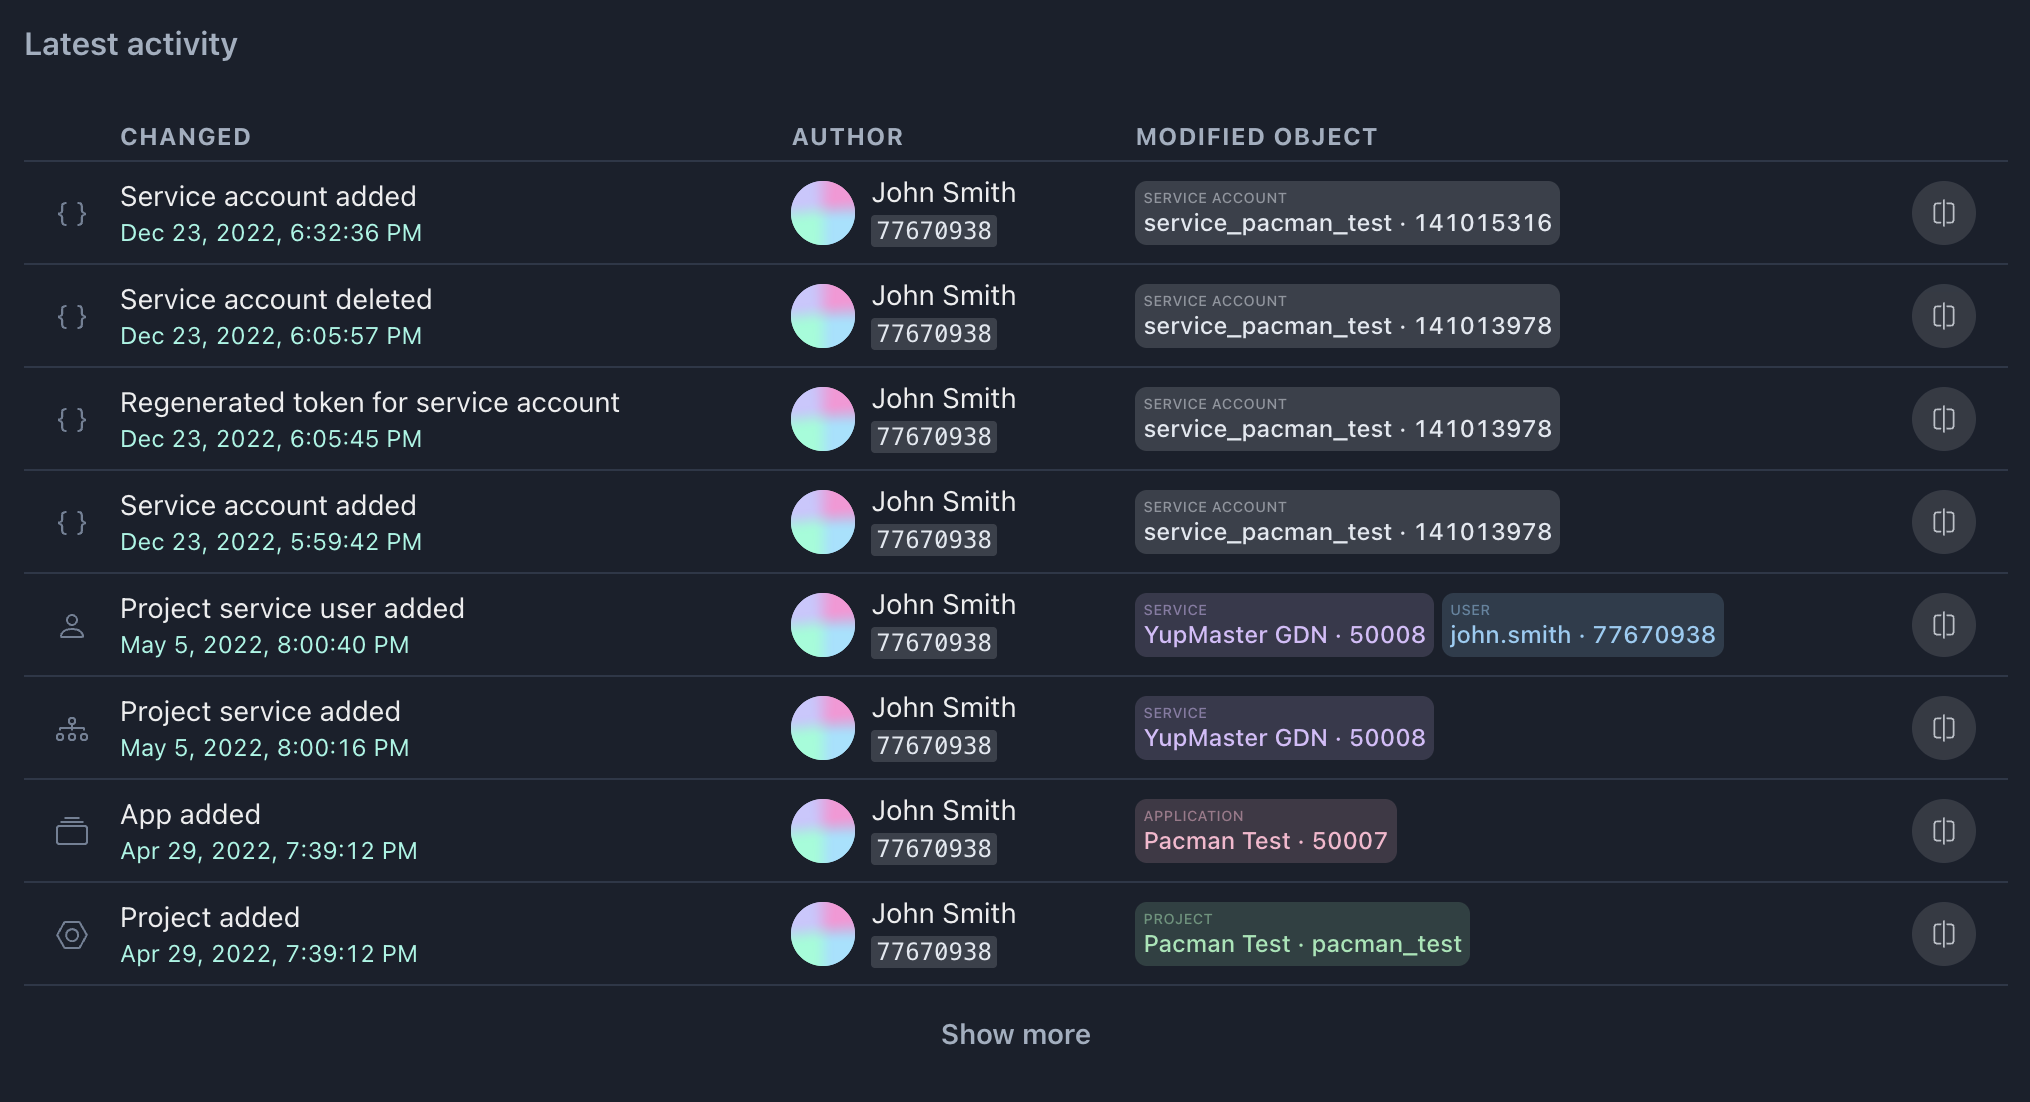 Latest activity
CHANGED AUTHOR MODIFIED OBJECT
Service account added
Dec 23, 2022, 6:32:36 PM
John Smith
77670938
SERVICE ACCOUNT
service_pacman_test · 141015316
Service account deleted
Dec 23, 2022, 6:05:57 PM
John Smith
77670938
SERVICE ACCOUNT
service_pacman_test · 141013978
Regenerated token for service account
Dec 23, 2022, 6:05:45 PM
John Smith
77670938
SERVICE ACCOUNT
service_pacman_test · 141013978
Service account added
Dec 23, 2022, 5:59:42 PM
John Smith
77670938
SERVICE ACCOUNT
service_pacman_test · 141013978
Project service user added
May 5, 2022, 8:00:40 PM
John Smith
77670938
SERVICE
YupMaster GDN · 50008
USER
john.smith · 77670938
Project service added
May 5, 2022, 8:00:16 PM
John Smith
77670938
SERVICE
YupMaster GDN · 50008
App added
Apr 29, 2022, 7:39:12 PM
John Smith
77670938
APPLICATION
Pacman Test · 50007
Project added
Apr 29, 2022, 7:39:12 PM
John Smith
77670938
PROJECT
Pacman Test · pacman_test
Show more